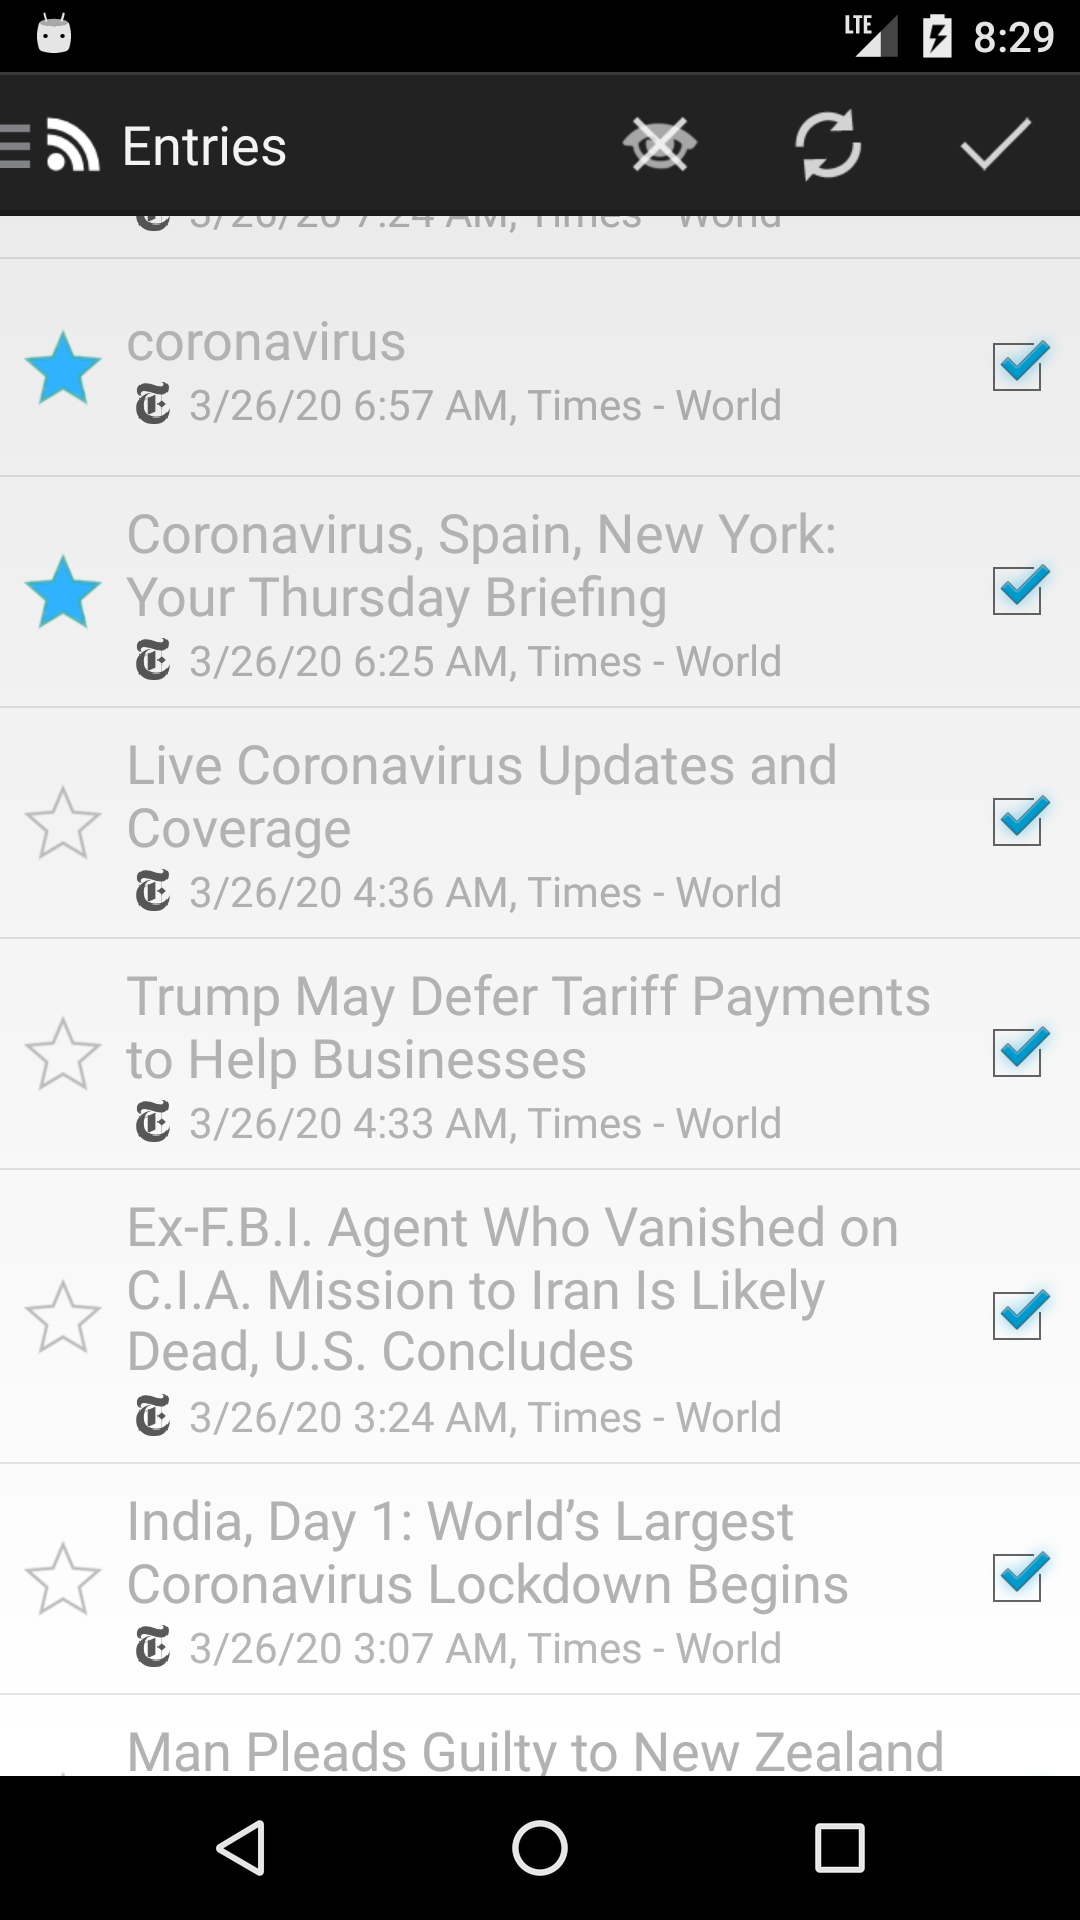 LTE 8:29
Entries
3/26/20 7:24 AM, Times - World
coronavirus
3/26/20 6:57 AM, Times - World
Coronavirus, Spain, New York:
Your Thursday Briefing
3/26/20 6:25 AM, Times - World
Live Coronavirus Updates and
Coverage
3/26/20 4:36 AM, Times - World
Trump May Defer Tariff Payments
to Help Businesses
3/26/20 4:33 AM, Times - World
Ex-F.B.I. Agent Who Vanished on
C.I.A. Mission to Iran Is Likely
Dead, U.S. Concludes
3/26/20 3:24 AM, Times - World
India, Day 1: World’s Largest
Coronavirus Lockdown Begins
3/26/20 3:07 AM, Times - World
Man Pleads Guilty to New Zealand